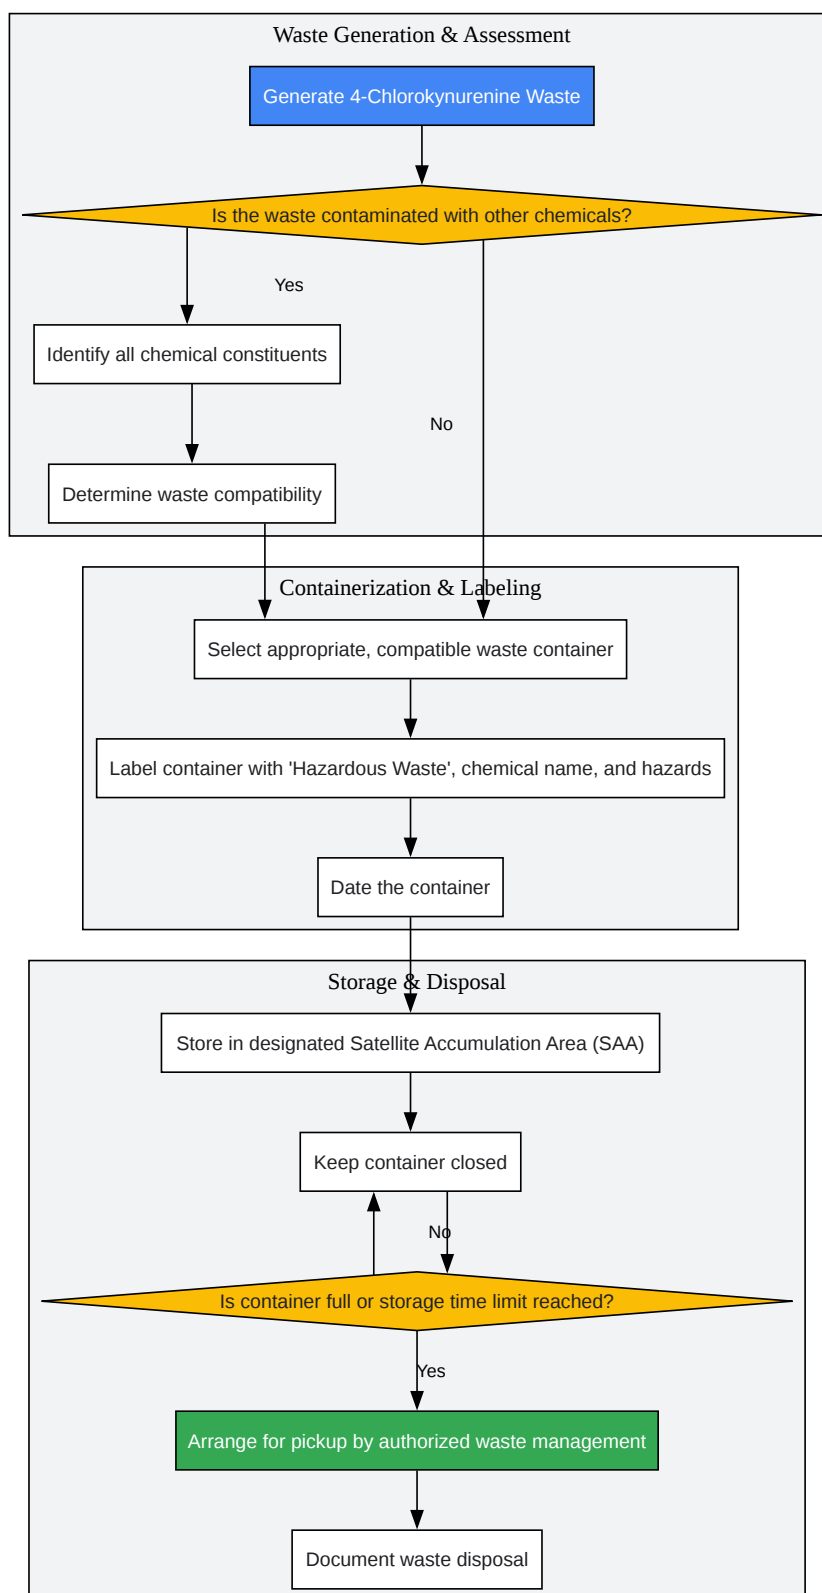 Waste Generation & Assessment
Generate 4-Chlorokynurenine Waste
Is the waste contaminated with other chemicals?
Yes
Identify all chemical constituents
No
Determine waste compatibility
Containerization & Labeling
Select appropriate, compatible waste container
Label container with 'Hazardous Waste', chemical name, and hazards
Date the container
Storage & Disposal
Store in designated Satellite Accumulation Area (SAA)
Keep container closed
No
Is container full or storage time limit reached?
Yes
Arrange for pickup by authorized waste management
Document waste disposal